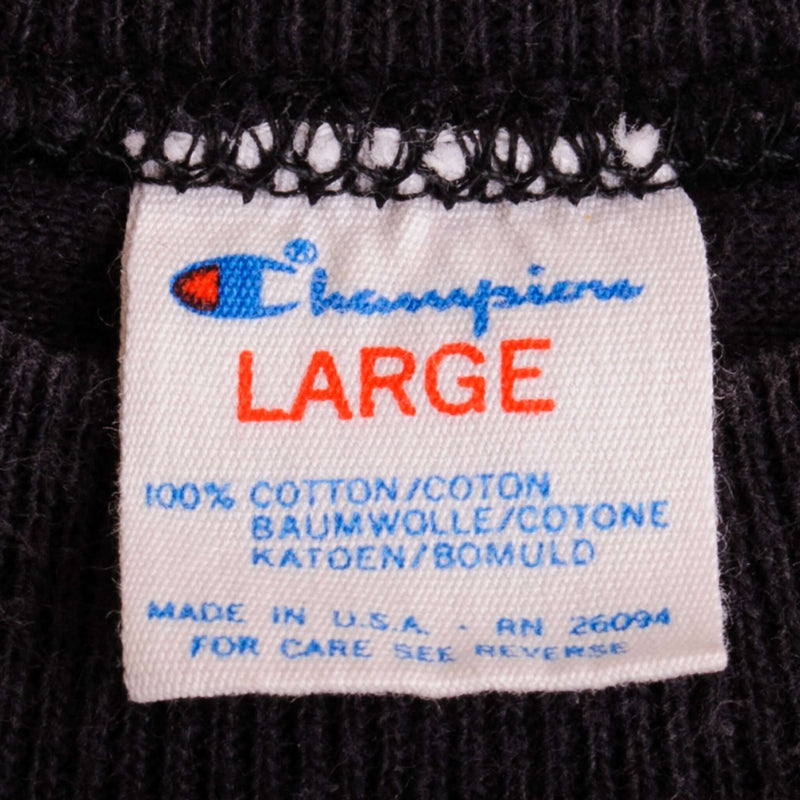 Champion®
LARGE
100% COTTON/COTON
BAUMWOLLE/COTONE
KATOEN/BOMULD
MADE IN U.S.A. - RN 26094
FOR CARE SEE REVERSE